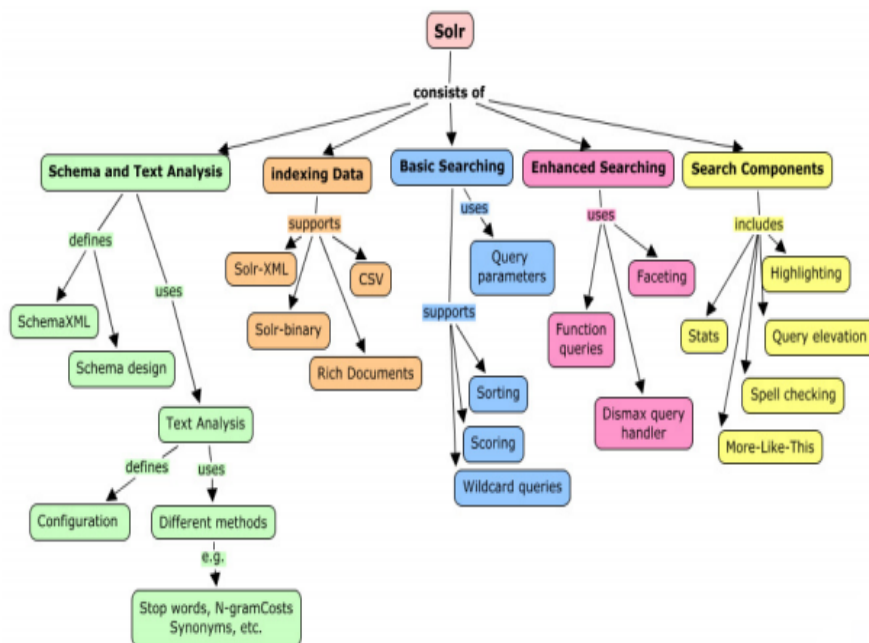 Solr
consists of
Schema and Text Analysis
indexing Data
Basic Searching
Enhanced Searching
Search Components
defines
uses
SchemaXML
Schema design
Text Analysis
defines
uses
Configuration
Different methods
e.g.
Stop words, N-gramCosts
Synonyms, etc.
supports
Solr-XML
CSV
Solr-binary
Rich Documents
uses
Query
parameters
supports
Sorting
Scoring
Wildcard queries
uses
Faceting
Function
queries
Dismax query
handler
includes
Highlighting
Stats
Query elevation
Spell checking
More-Like-This